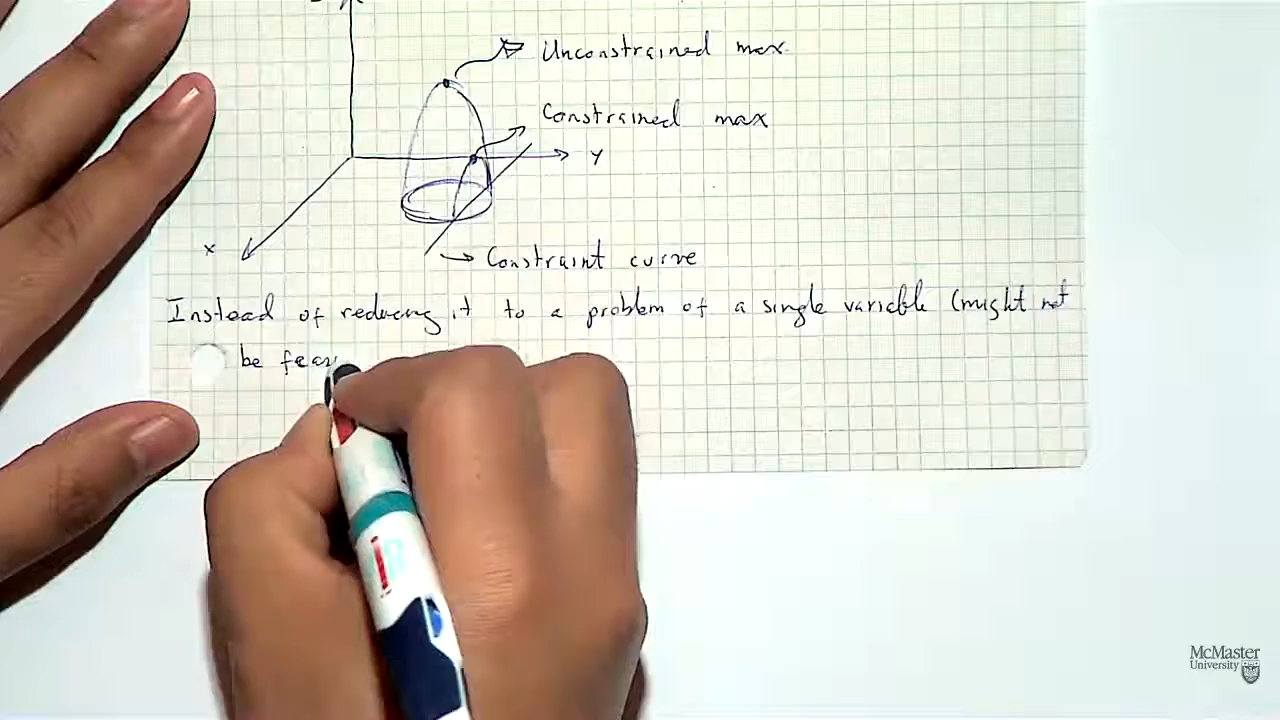 Unconstrained max.
Constrained max
y
x
Constraint curve
Instead of reducing it to a problem of a single variable (might not
be feas
McMaster
University